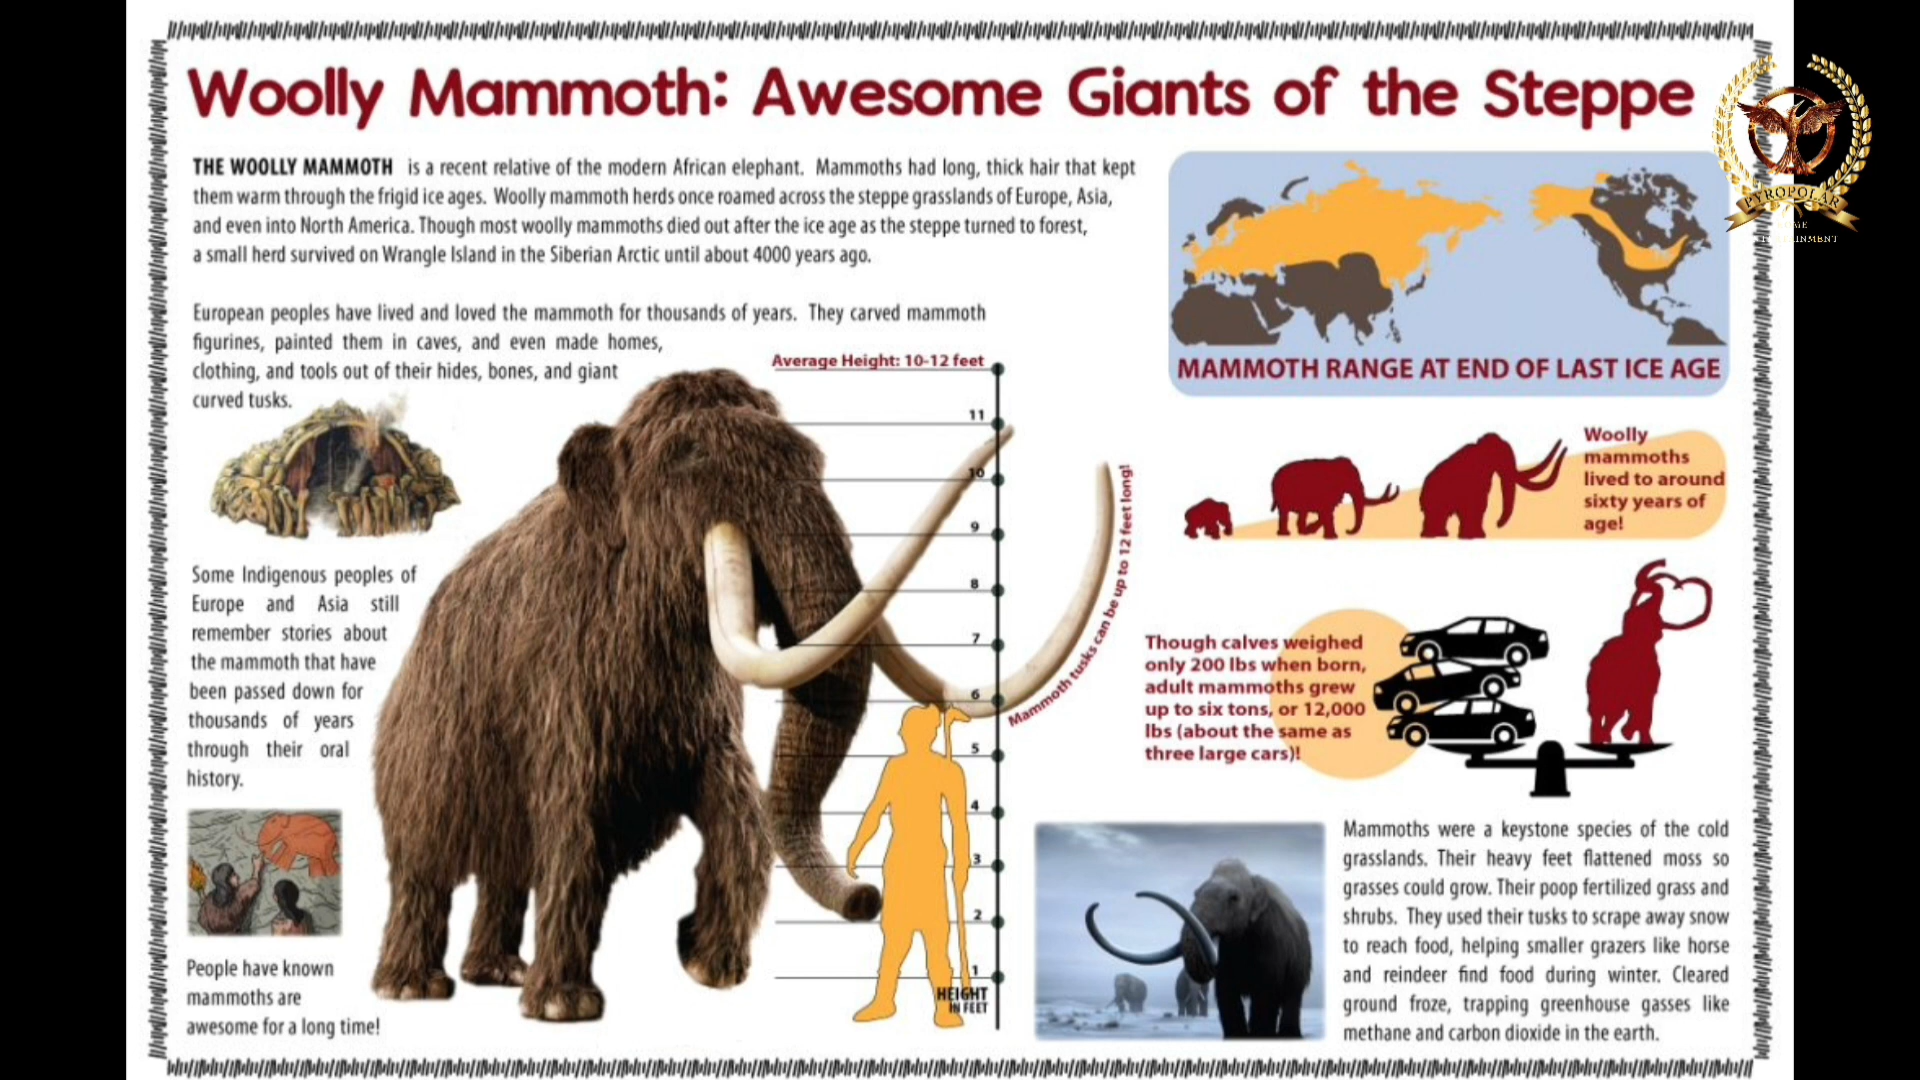 Woolly Mammoth: Awesome Giants of the Steppe
THE WOOLLY MAMMOTH is a recent relative of the modern African elephant. Mammoths had long, thick hair that kept
them warm through the frigid ice ages. Woolly mammoth herds once roamed across the steppe grasslands of Europe, Asia,
and even into North America. Though most woolly mammoths died out after the ice age as the steppe turned to forest,
a small herd survived on Wrangle Island in the Siberian Arctic until about 4000 years ago.
European peoples have lived and loved the mammoth for thousands of years. They carved mammoth
figurines, painted them in caves, and even made homes,
clothing, and tools out of their hides, bones, and giant
curved tusks.
Some Indigenous peoples of
Europe and Asia still
remember stories about
the mammoth that have
been passed down for
thousands of years
through their oral
history.
People have known
mammoths are
awesome for a long time!
Average Height: 10-12 feet
11
10
9
8
7
6
5
4
3
2
1
HEIGHT
IN FEET
Mammoth tusks can be up to 12 feet long!
MAMMOTH RANGE AT END OF LAST ICE AGE
Woolly
mammoths
lived to around
sixty years of
age!
Though calves weighed
only 200 lbs when born,
adult mammoths grew
up to six tons, or 12,000
lbs (about the same as
three large cars)!
Mammoths were a keystone species of the cold
grasslands. Their heavy feet flattened moss so
grasses could grow. Their poop fertilized grass and
shrubs. They used their tusks to scrape away snow
to reach food, helping smaller grazers like horse
and reindeer find food during winter. Cleared
ground froze, trapping greenhouse gasses like
methane and carbon dioxide in the earth.
PYROPOLAR